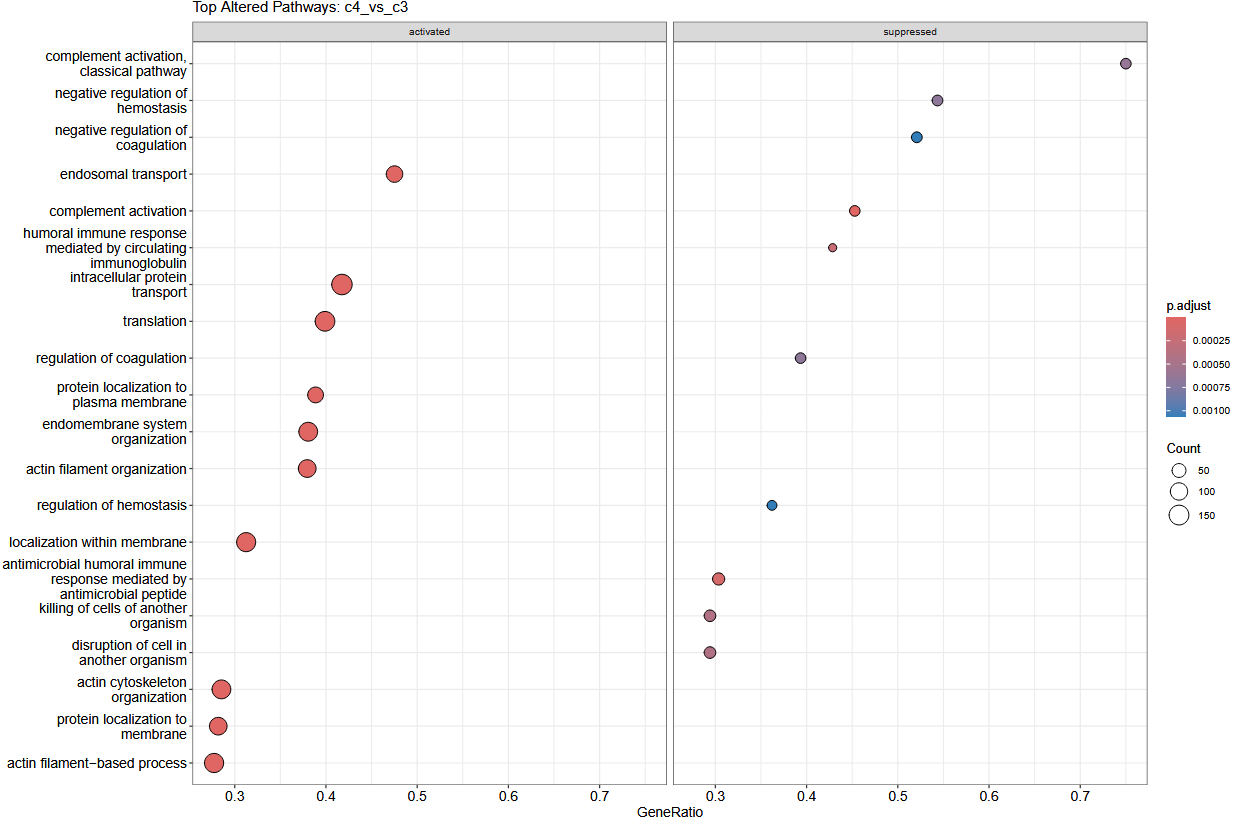 Top Altered Pathways: c4_vs_c3
activated
suppressed
complement activation,
classical pathway
negative regulation of
hemostasis
negative regulation of
coagulation
endosomal transport
complement activation
humoral immune response
mediated by circulating
immunoglobulin
intracellular protein
transport
translation
regulation of coagulation
protein localization to
plasma membrane
endomembrane system
organization
actin filament organization
regulation of hemostasis
localization within membrane
antimicrobial humoral immune
response mediated by
antimicrobial peptide
killing of cells of another
organism
disruption of cell in
another organism
actin cytoskeleton
organization
protein localization to
membrane
actin filament−based process
0.3 0.4 0.5 0.6 0.7
0.3 0.4 0.5 0.6 0.7
GeneRatio
p.adjust
0.00025
0.00050
0.00075
0.00100
Count
50
100
150